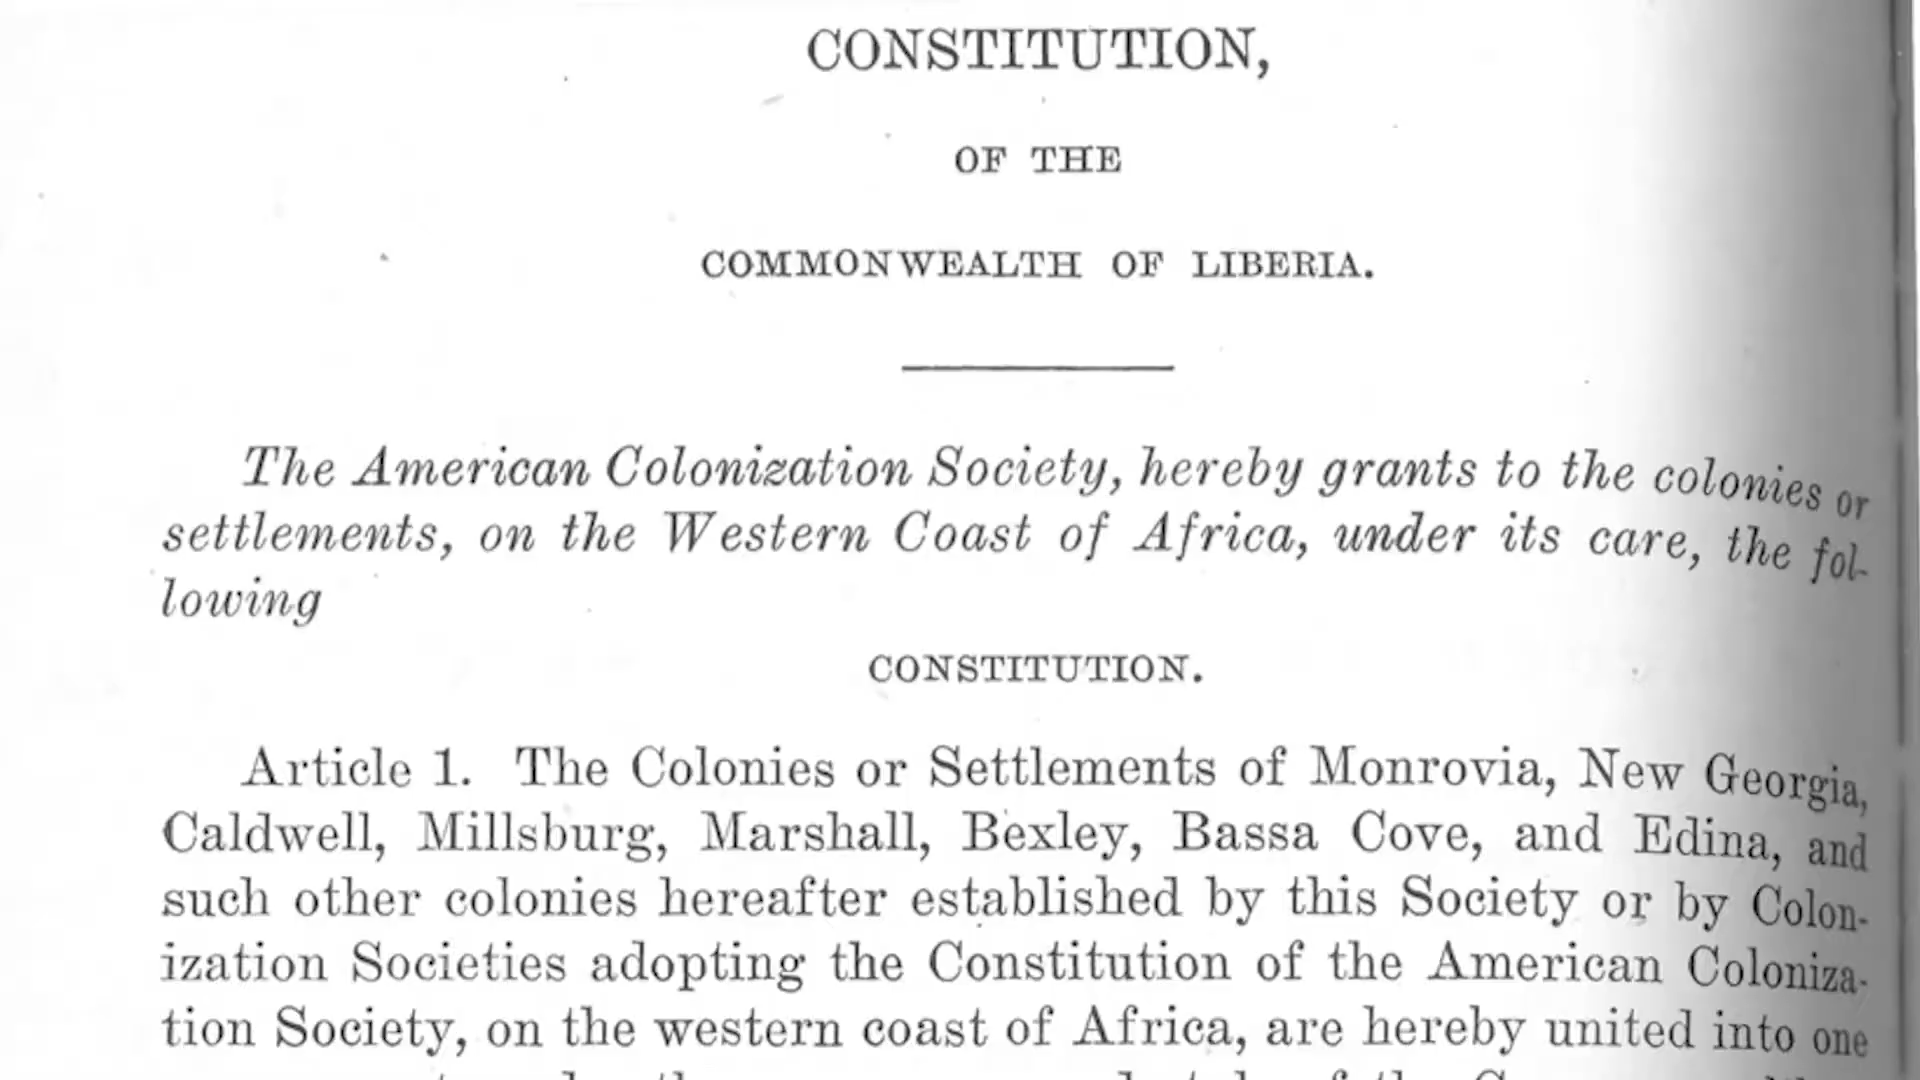 CONSTITUTION,
OF THE
COMMONWEALTH OF LIBERIA.
The American Colonization Society, hereby grants to the colonies or
settlements, on the Western Coast of Africa, under its care, the fol-
lowing
CONSTITUTION.
Article 1. The Colonies or Settlements of Monrovia, New Georgia,
Caldwell, Millsburg, Marshall, Bexley, Bassa Cove, and Edina, and
such other colonies hereafter established by this Society or by Colon-
ization Societies adopting the Constitution of the American Coloniza-
tion Society, on the western coast of Africa, are hereby united into one